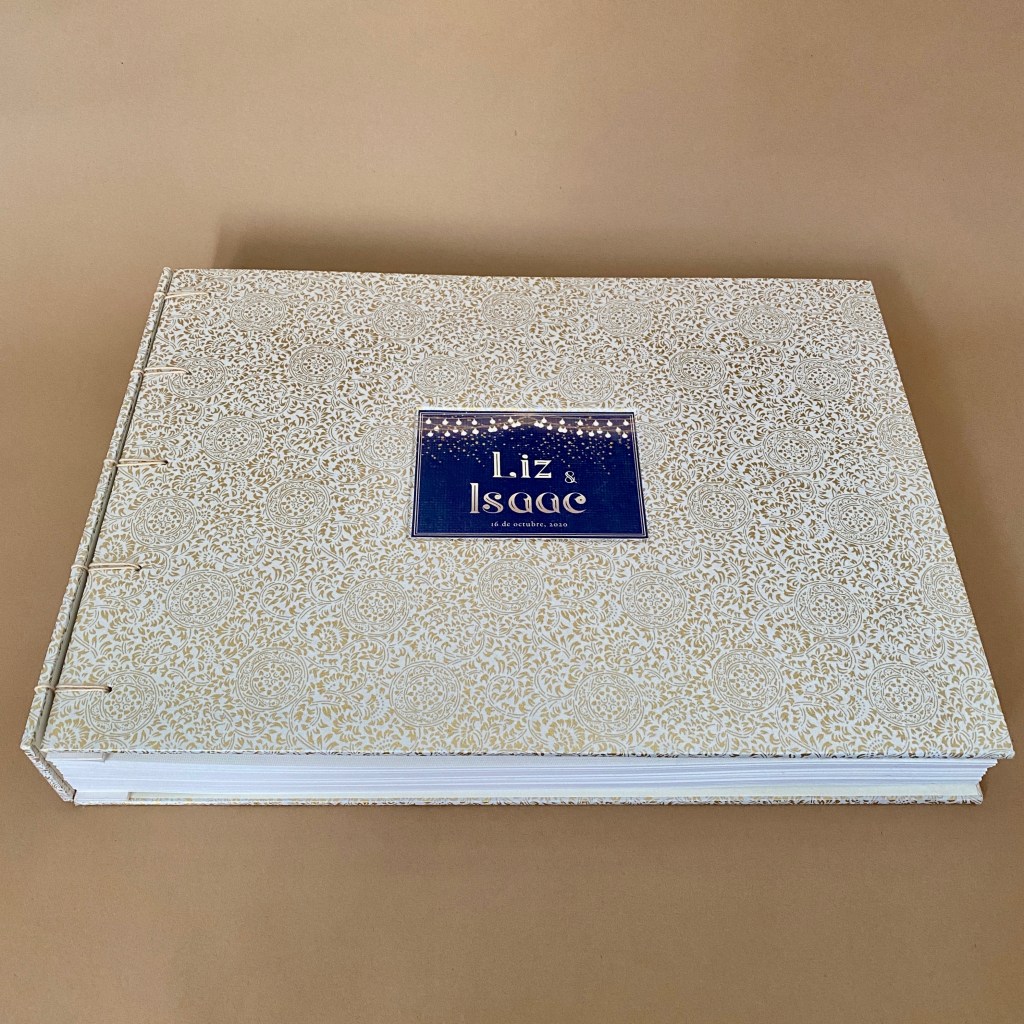 Liz &
Isaac
16 de octubre, 2020